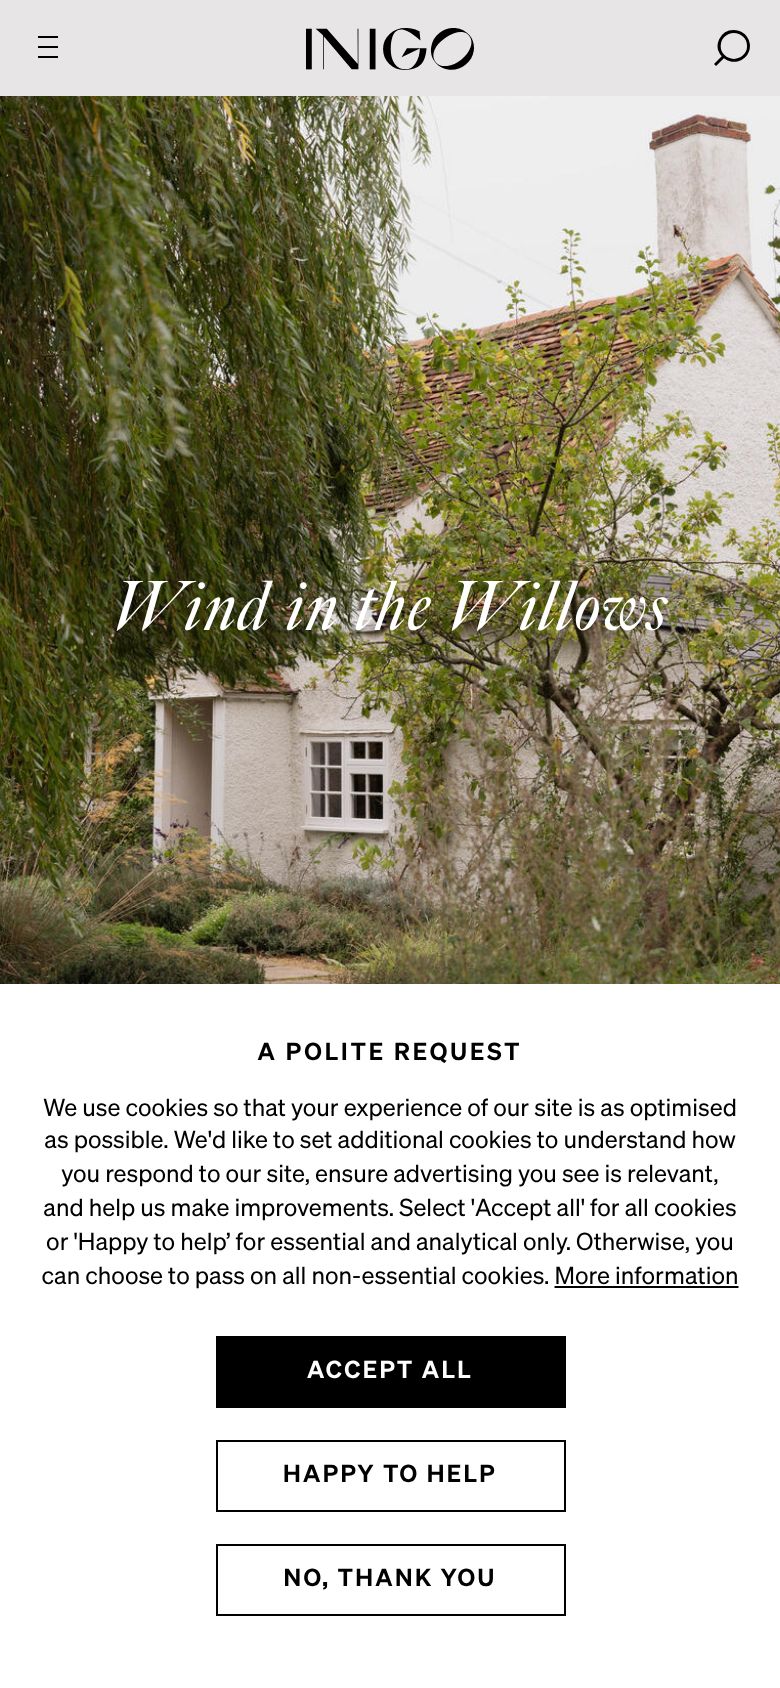 INIGO
Wind in the Willows
A POLITE REQUEST
We use cookies so that your experience of our site is as optimised
as possible. We'd like to set additional cookies to understand how
you respond to our site, ensure advertising you see is relevant,
and help us make improvements. Select 'Accept all' for all cookies
or 'Happy to help’ for essential and analytical only. Otherwise, you
can choose to pass on all non-essential cookies. More information
ACCEPT ALL
HAPPY TO HELP
NO, THANK YOU